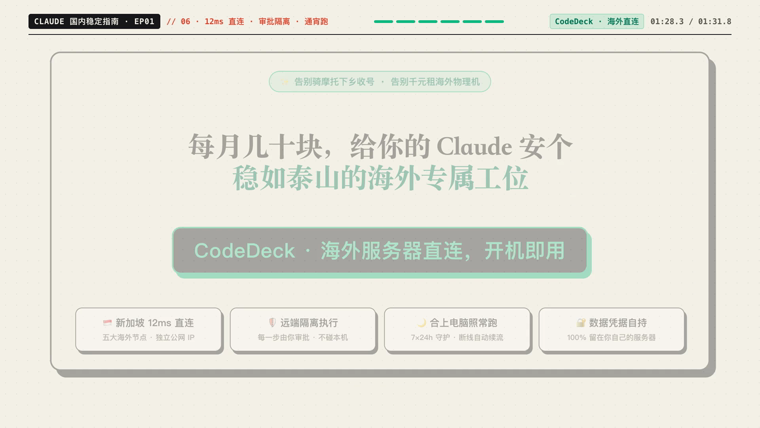 CLAUDE 国内稳定指南 · EP01
// 06 · 12ms 直连 · 审批隔离 · 通宵跑
CodeDeck · 海外直连
01:28.3 / 01:31.8
告别骑摩托下乡收号 · 告别千元租海外物理机
每月几十块，给你的 Claude 安个
稳如泰山的海外专属工位
CodeDeck · 海外服务器直连，开机即用
新加坡 12ms 直连
五大海外节点 · 独立公网 IP
远端隔离执行
每一步由你审批 · 不碰本机
合上电脑照常跑
7×24h 守护 · 断线自动续流
数据凭据自持
100% 留在你自己的服务器